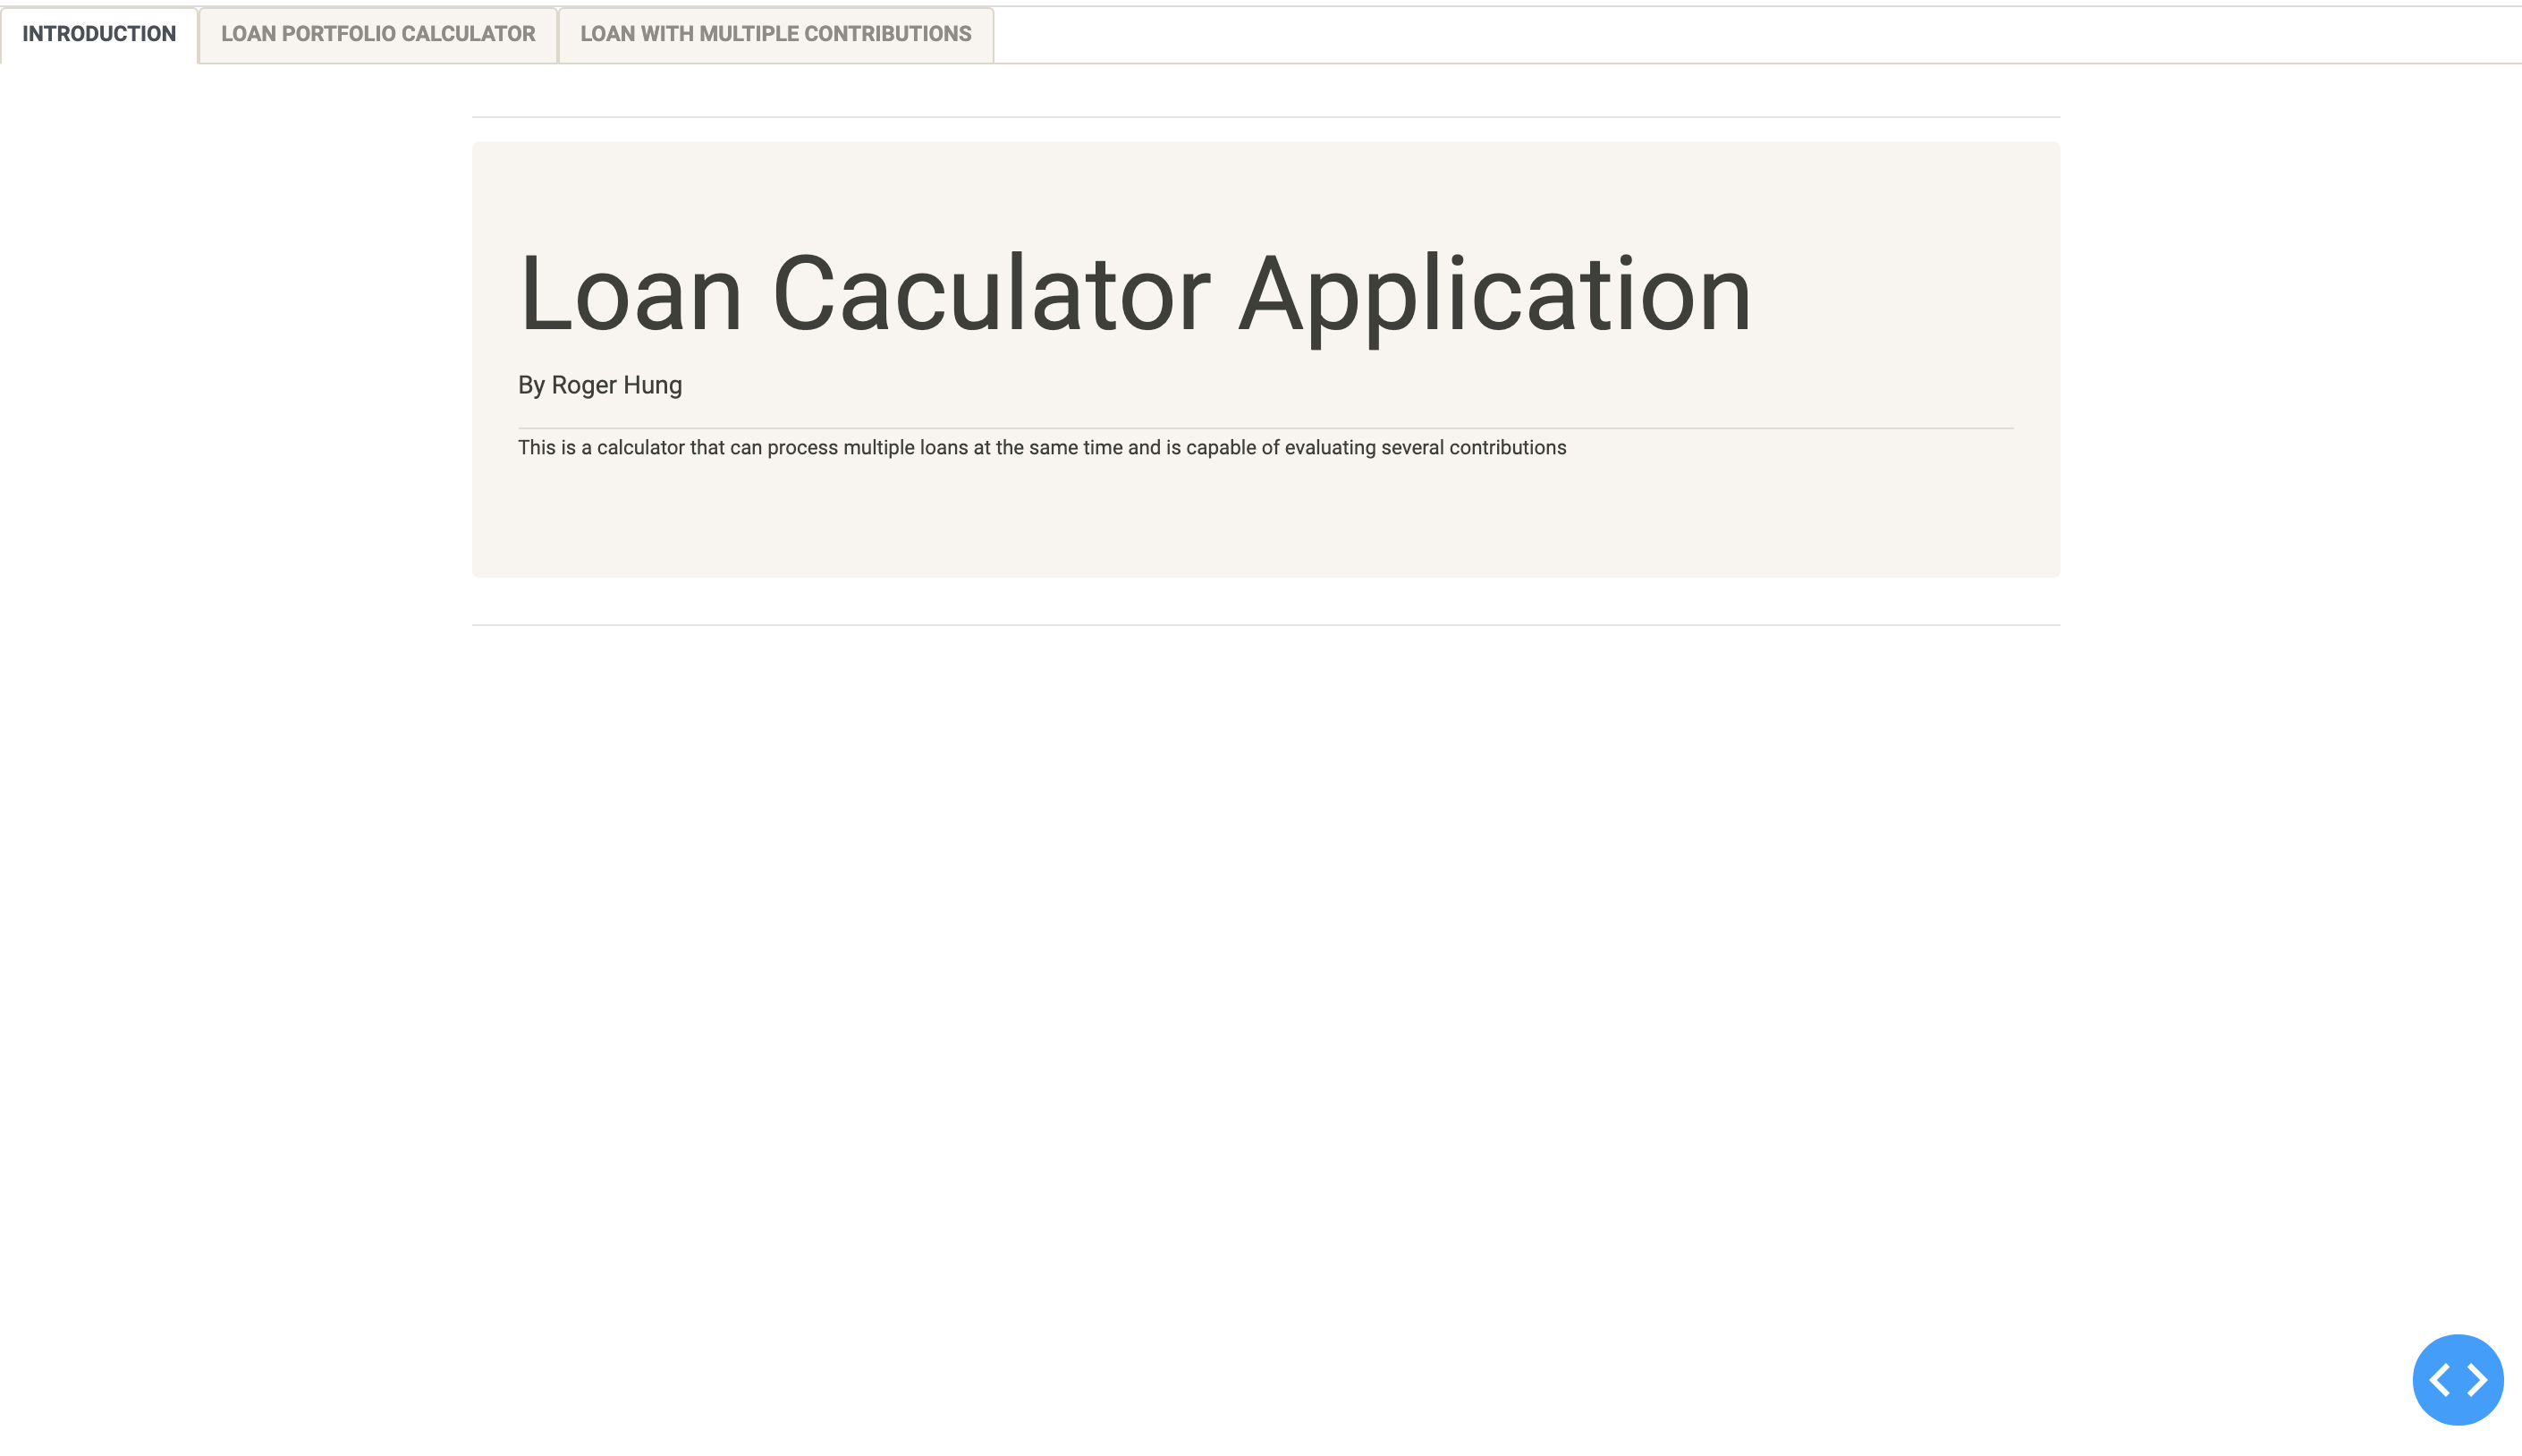 INTRODUCTION LOAN PORTFOLIO CALCULATOR LOAN WITH MULTIPLE CONTRIBUTIONS
Loan Caculator Application
By Roger Hung
This is a calculator that can process multiple loans at the same time and is capable of evaluating several contributions